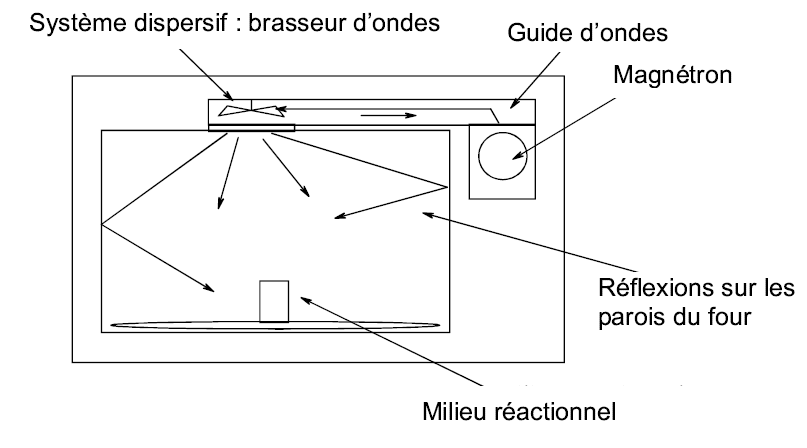 Système dispersif : brasseur d’ondes
Guide d’ondes
Magnétron
Réflexions sur les
parois du four
Milieu réactionnel